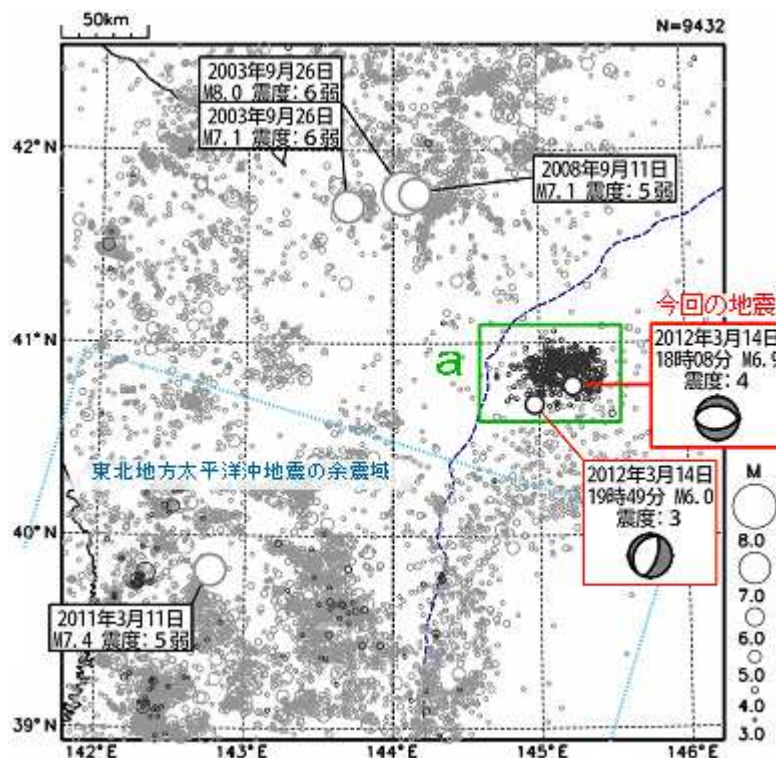 50km
N=9432
2003年9月26日
M8.0 震度:6弱
2003年9月26日
M7.1 震度:6弱
2008年9月11日
M7.1 震度:5弱
42°N
今回の地震
2012年3月14日
18時08分 M6.9
震度:4
41°N
a
東北地方太平洋沖地震の余震域
2012年3月14日
19時49分 M6.0
震度:3
40°N
2011年3月11日
M7.4 震度:5弱
M
8.0
7.0
6.0
5.0
4.0
3.0
39°N
142°E
143°E
144°E
145°E
146°E